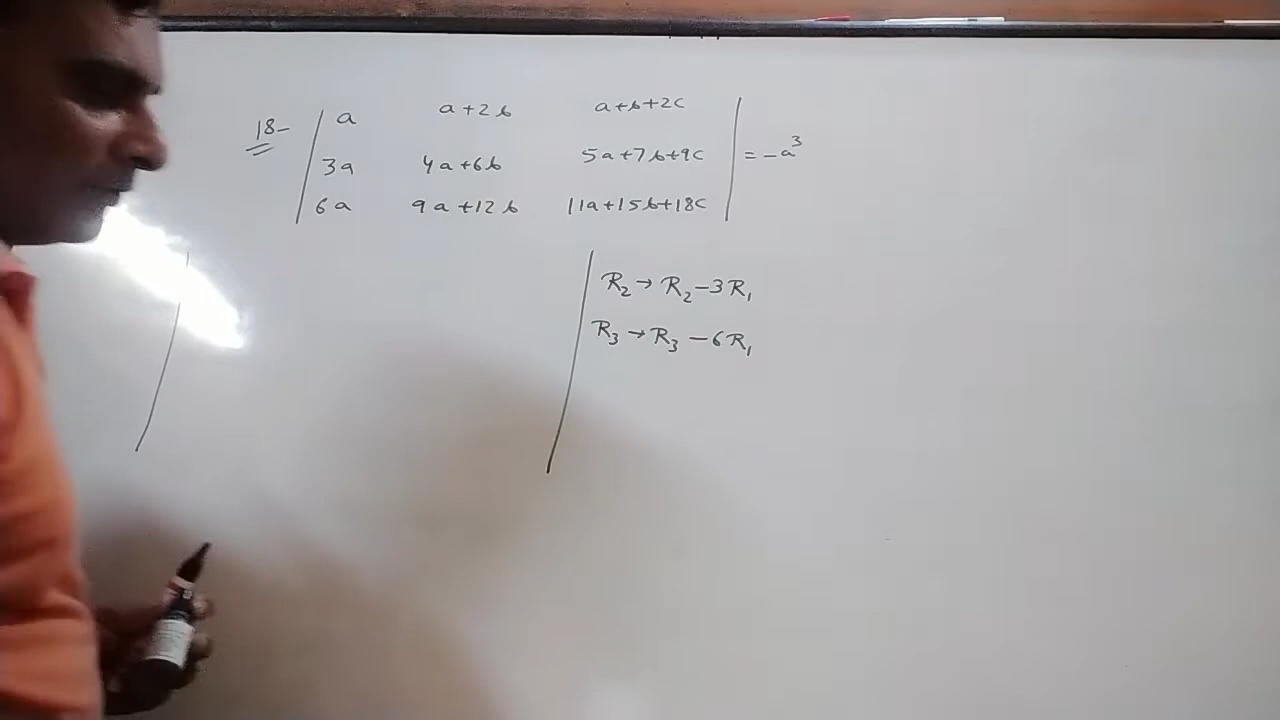 18- | a a+2b a+b+2c |
| 3a 4a+6b 5a+7b+9c | = -a³
| 6a 9a+12b 11a+15b+18c |
R₂ → R₂ - 3R₁
R₃ → R₃ - 6R₁